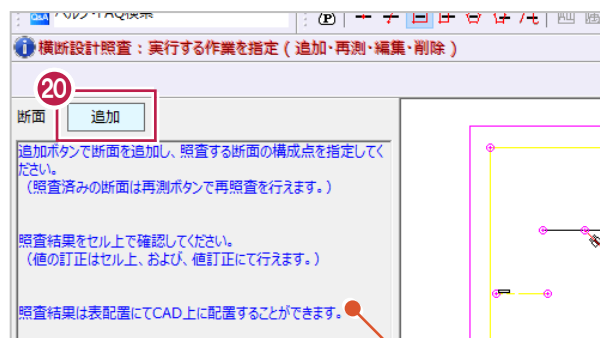 Q&A ヘルプ・FAQ検索
横断設計照査：実行する作業を指定（追加・再測・編集・削除）
20
断面 追加
追加ボタンで断面を追加し、照査する断面の構成点を指定してく
ださい。
（照査済みの断面は再測ボタンで再照査を行えます。）
照査結果をセル上で確認してください。
（値の訂正はセル上、および、値訂正にて行えます。）
照査結果は表配置にてCAD上に配置することができます。